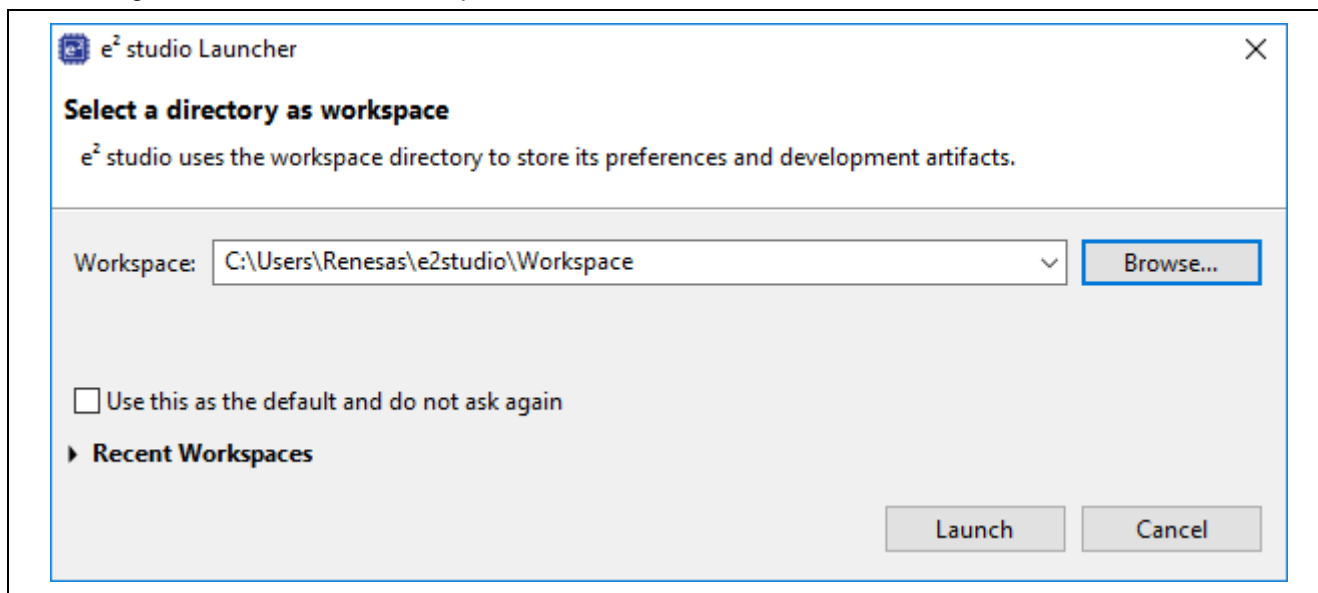 e² studio Launcher
Select a directory as workspace
e² studio uses the workspace directory to store its preferences and development artifacts.
Workspace: C:\Users\Renesas\e2studio\Workspace Browse...
Use this as the default and do not ask again
Recent Workspaces
Launch Cancel